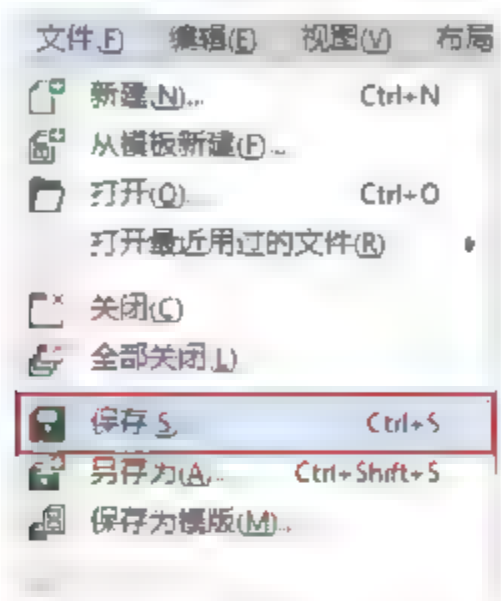 文件(F) 编辑(E) 视图(V) 布局
新建(N)... Ctrl+N
从模板新建(F)...
打开(O)... Ctrl+O
打开最近用过的文件(R)
关闭(C)
全部关闭(L)
保存(S) Ctrl+S
另存为(A)... Ctrl+Shift+S
保存为模版(M)...